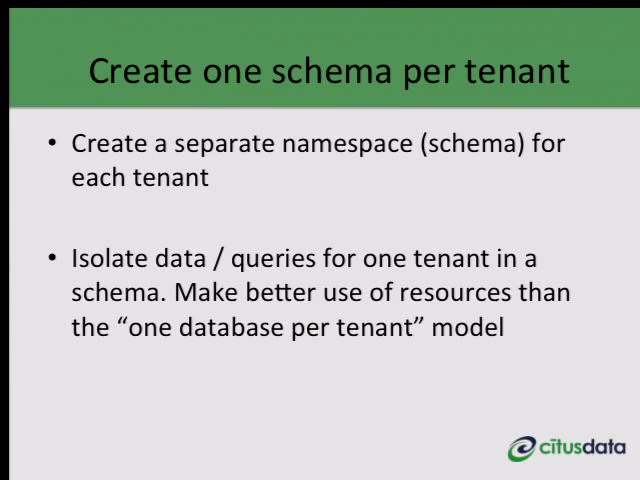 Create one schema per tenant
• Create a separate namespace (schema) for
each tenant
• Isolate data / queries for one tenant in a
schema. Make better use of resources than
the “one database per tenant” model
citusdata